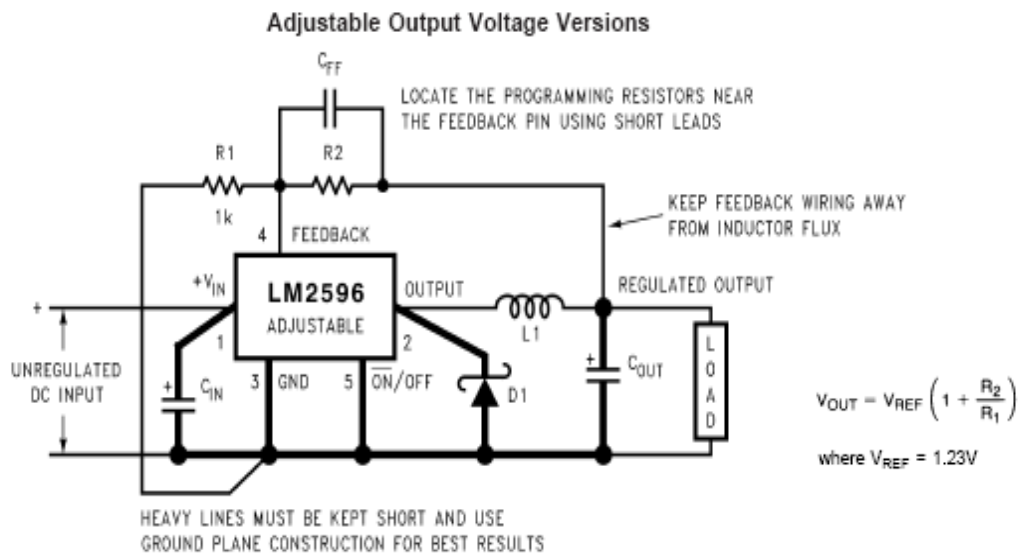 Adjustable Output Voltage Versions
CFF
LOCATE THE PROGRAMMING RESISTORS NEAR
THE FEEDBACK PIN USING SHORT LEADS
R1
R2
1k
4
FEEDBACK
KEEP FEEDBACK WIRING AWAY
FROM INDUCTOR FLUX
+VIN
LM2596
ADJUSTABLE
OUTPUT
REGULATED OUTPUT
+
1
2
L1
UNREGULATED
DC INPUT
+
CIN
3
GND
5
ON/OFF
D1
+
COUT
LOAD
VOUT = VREF (1 + R2/R1)
where VREF = 1.23V
HEAVY LINES MUST BE KEPT SHORT AND USE
GROUND PLANE CONSTRUCTION FOR BEST RESULTS